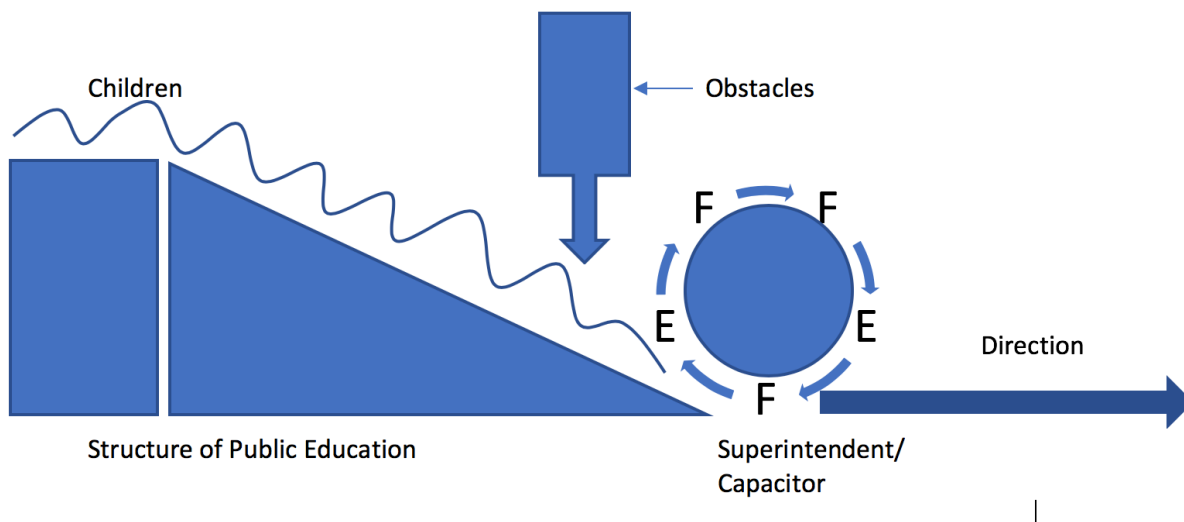 Children
Obstacles
F F
E E
F
Direction
Structure of Public Education
Superintendent/
Capacitor